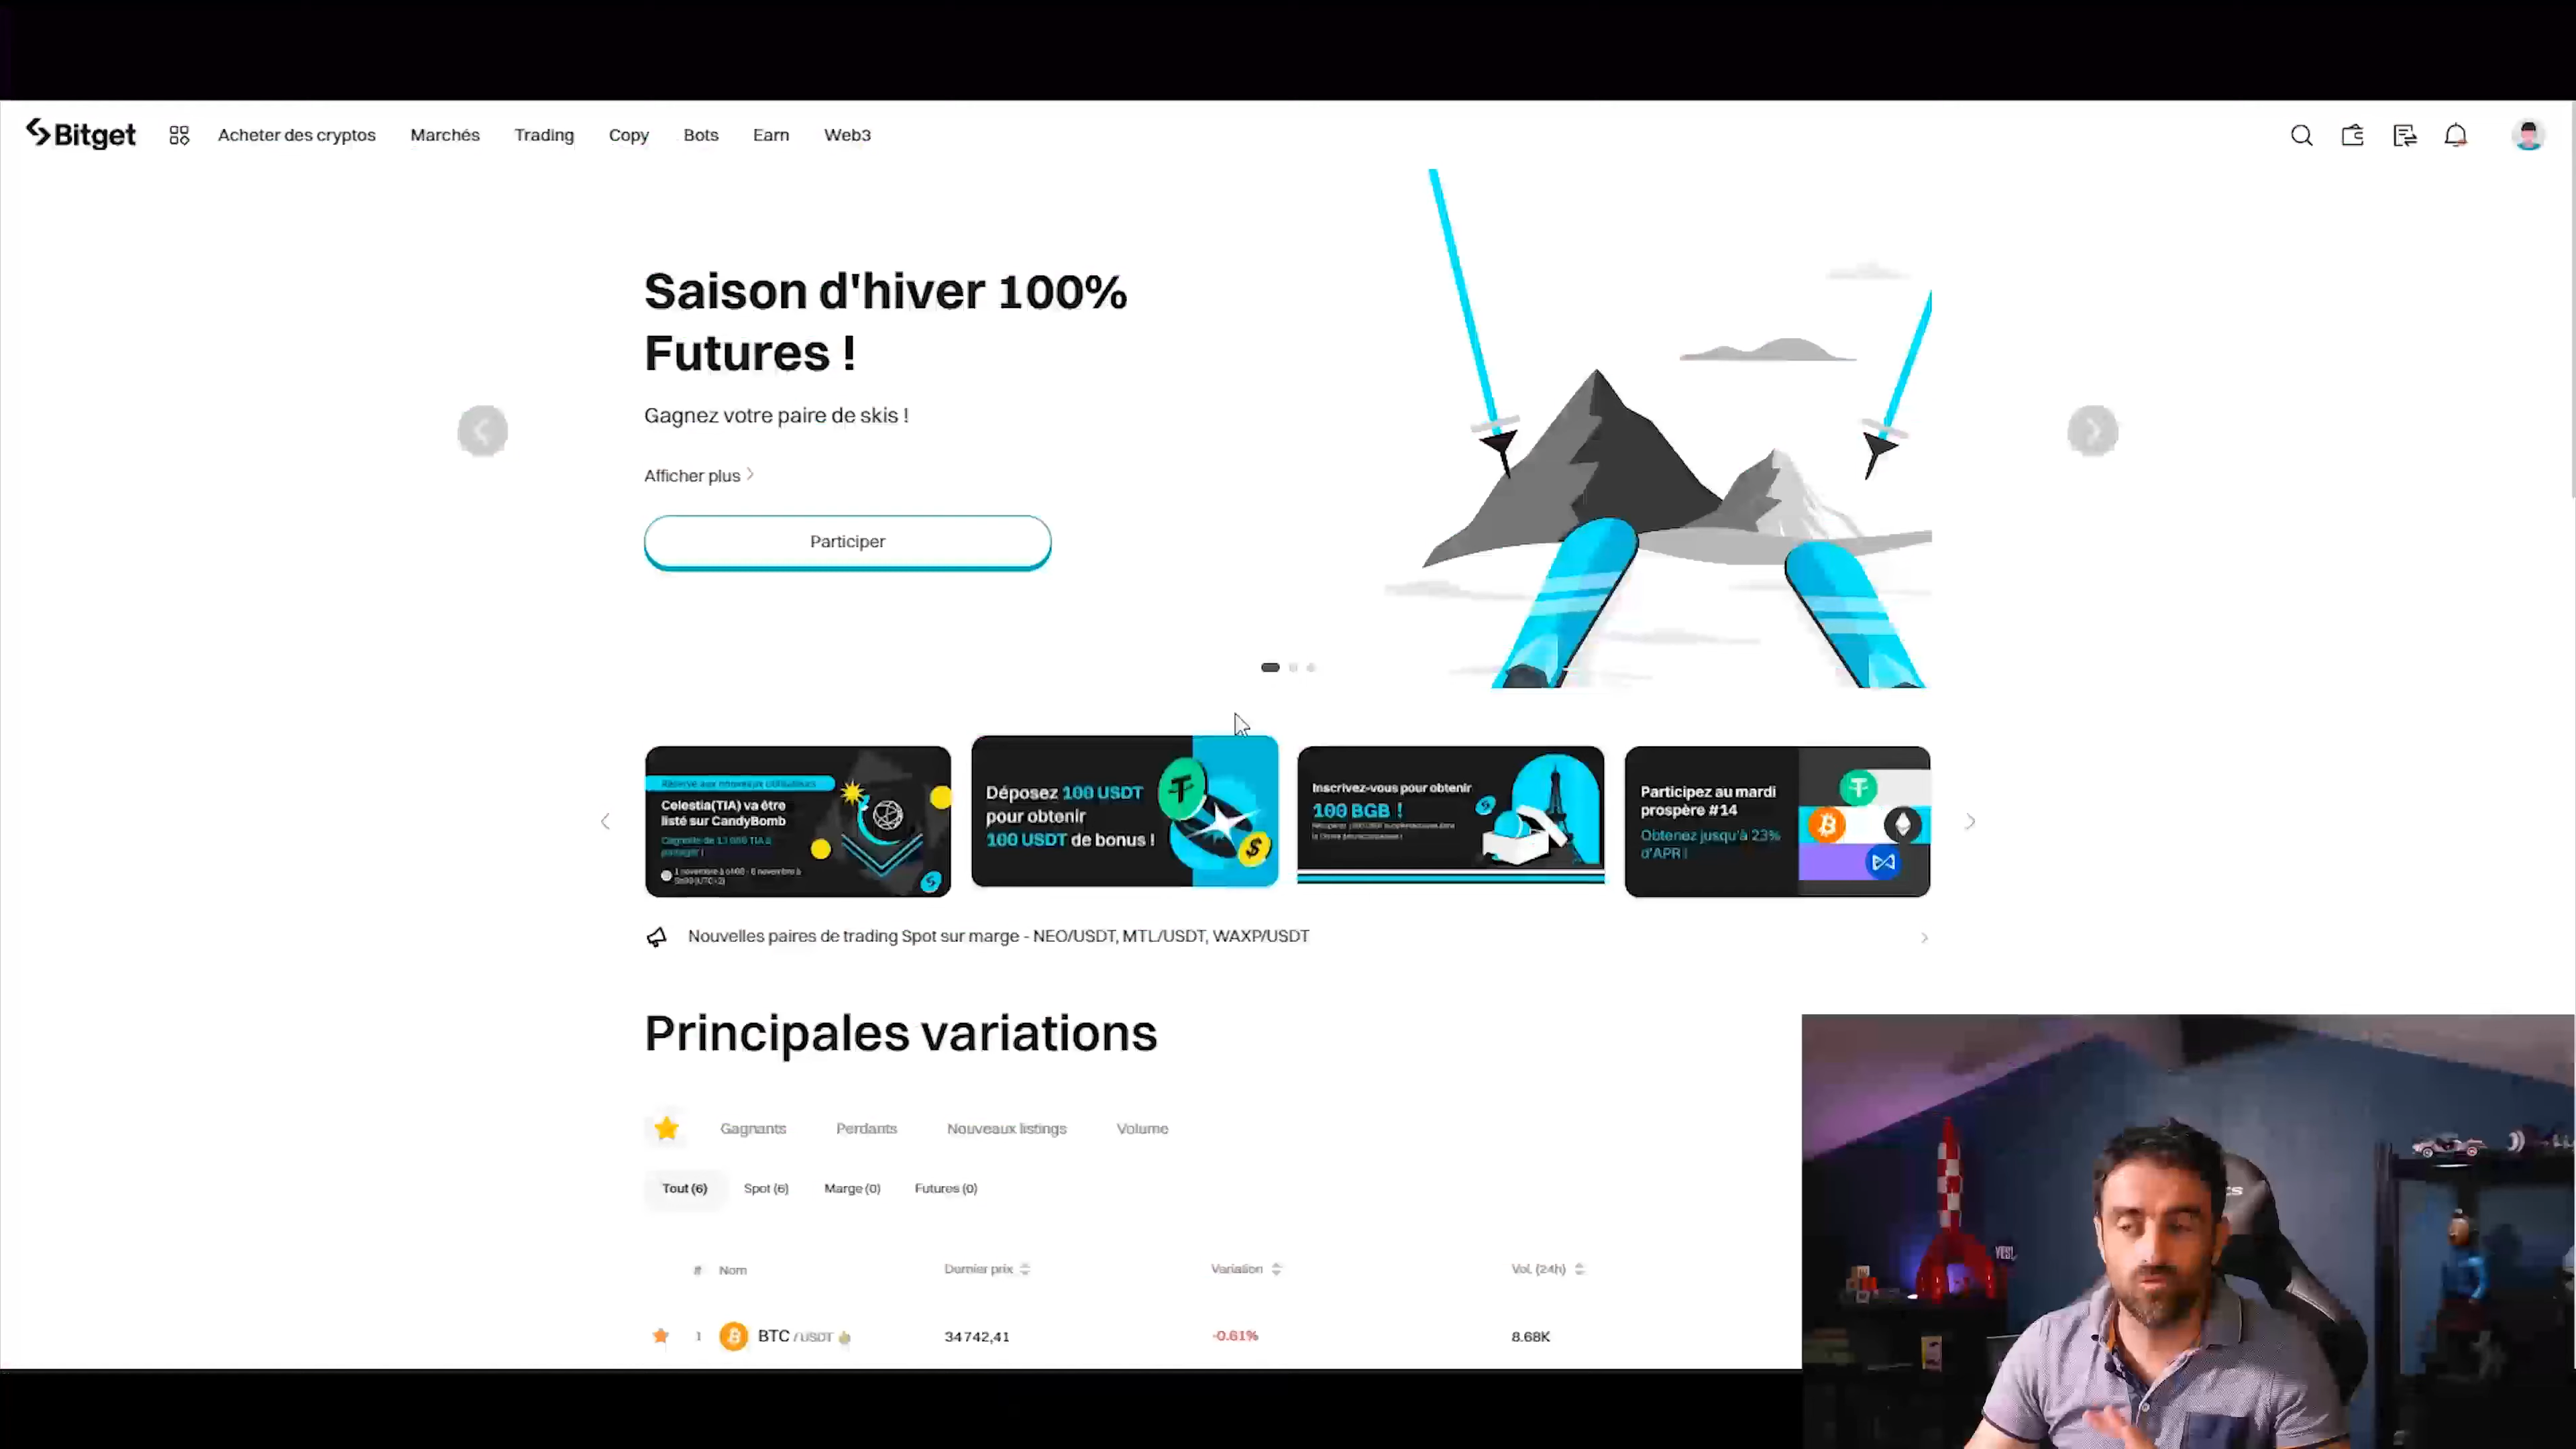 Bitget
Acheter des cryptos
Marchés
Trading
Copy
Bots
Earn
Web3
Saison d'hiver 100%
Futures !
Gagnez votre paire de skis !
Afficher plus
Participer
Réservé aux nouveaux utilisateurs
Celestia(TIA) va être
listé sur CandyBomb
Déposez 100 USDT
pour obtenir
100 USDT de bonus !
Inscrivez-vous pour obtenir
100 BGB !
Participez au mardi
prospère #14
Obtenez jusqu'à 23%
d'APR !
Nouvelles paires de trading Spot sur marge - NEO/USDT, MTL/USDT, WAXP/USDT
Principales variations
Gagnants
Perdants
Nouveaux listings
Volume
Tout (6)
Spot (6)
Marge (0)
Futures (0)
# Nom
Dernier prix
Variation
Vol. (24h)
1 BTC /USDT
34 742,41
-0.61%
8.68K